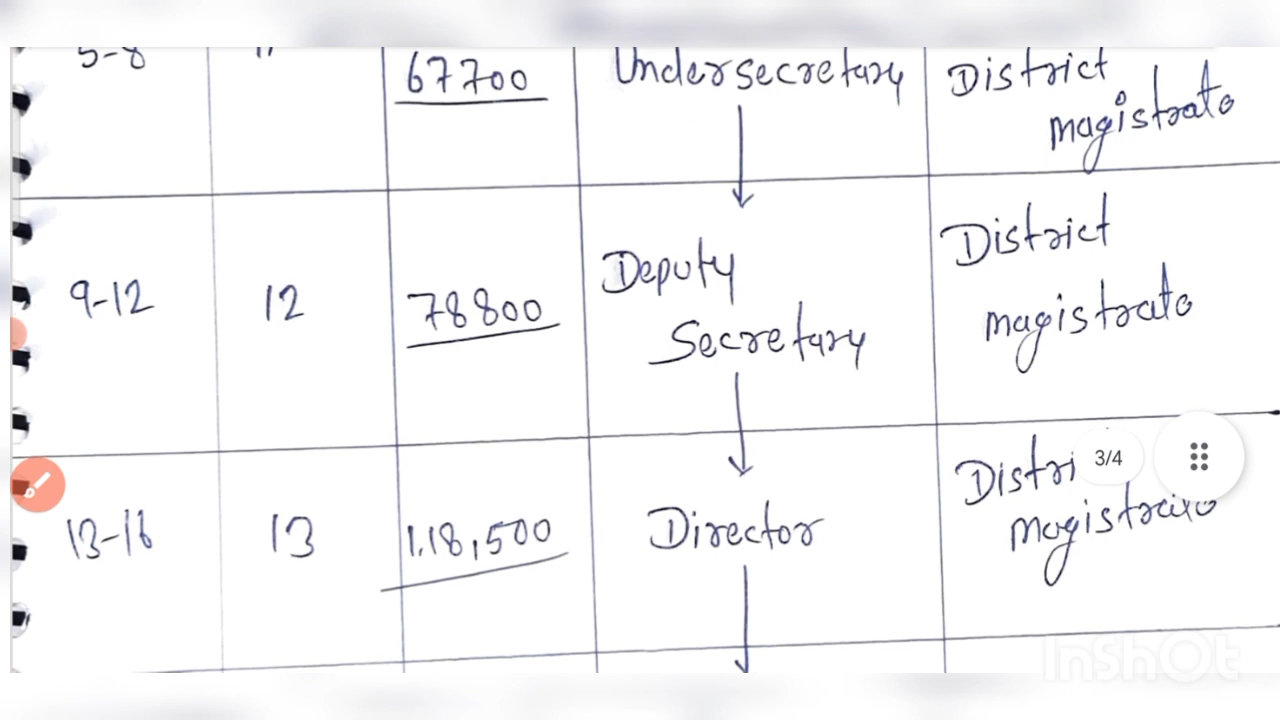 5-8 11 67700 Undersecretary District
magistrate
9-12 12 78800 Deputy
Secretary District
magistrate
13-16 13 1,18,500 Director Distri
magistrate
3/4
InShOt